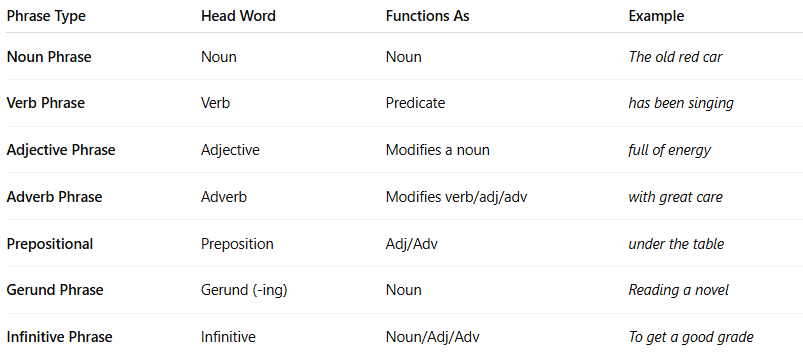 Phrase Type Head Word Functions As Example
Noun Phrase Noun Noun The old red car
Verb Phrase Verb Predicate has been singing
Adjective Phrase Adjective Modifies a noun full of energy
Adverb Phrase Adverb Modifies verb/adj/adv with great care
Prepositional Preposition Adj/Adv under the table
Gerund Phrase Gerund (-ing) Noun Reading a novel
Infinitive Phrase Infinitive Noun/Adj/Adv To get a good grade